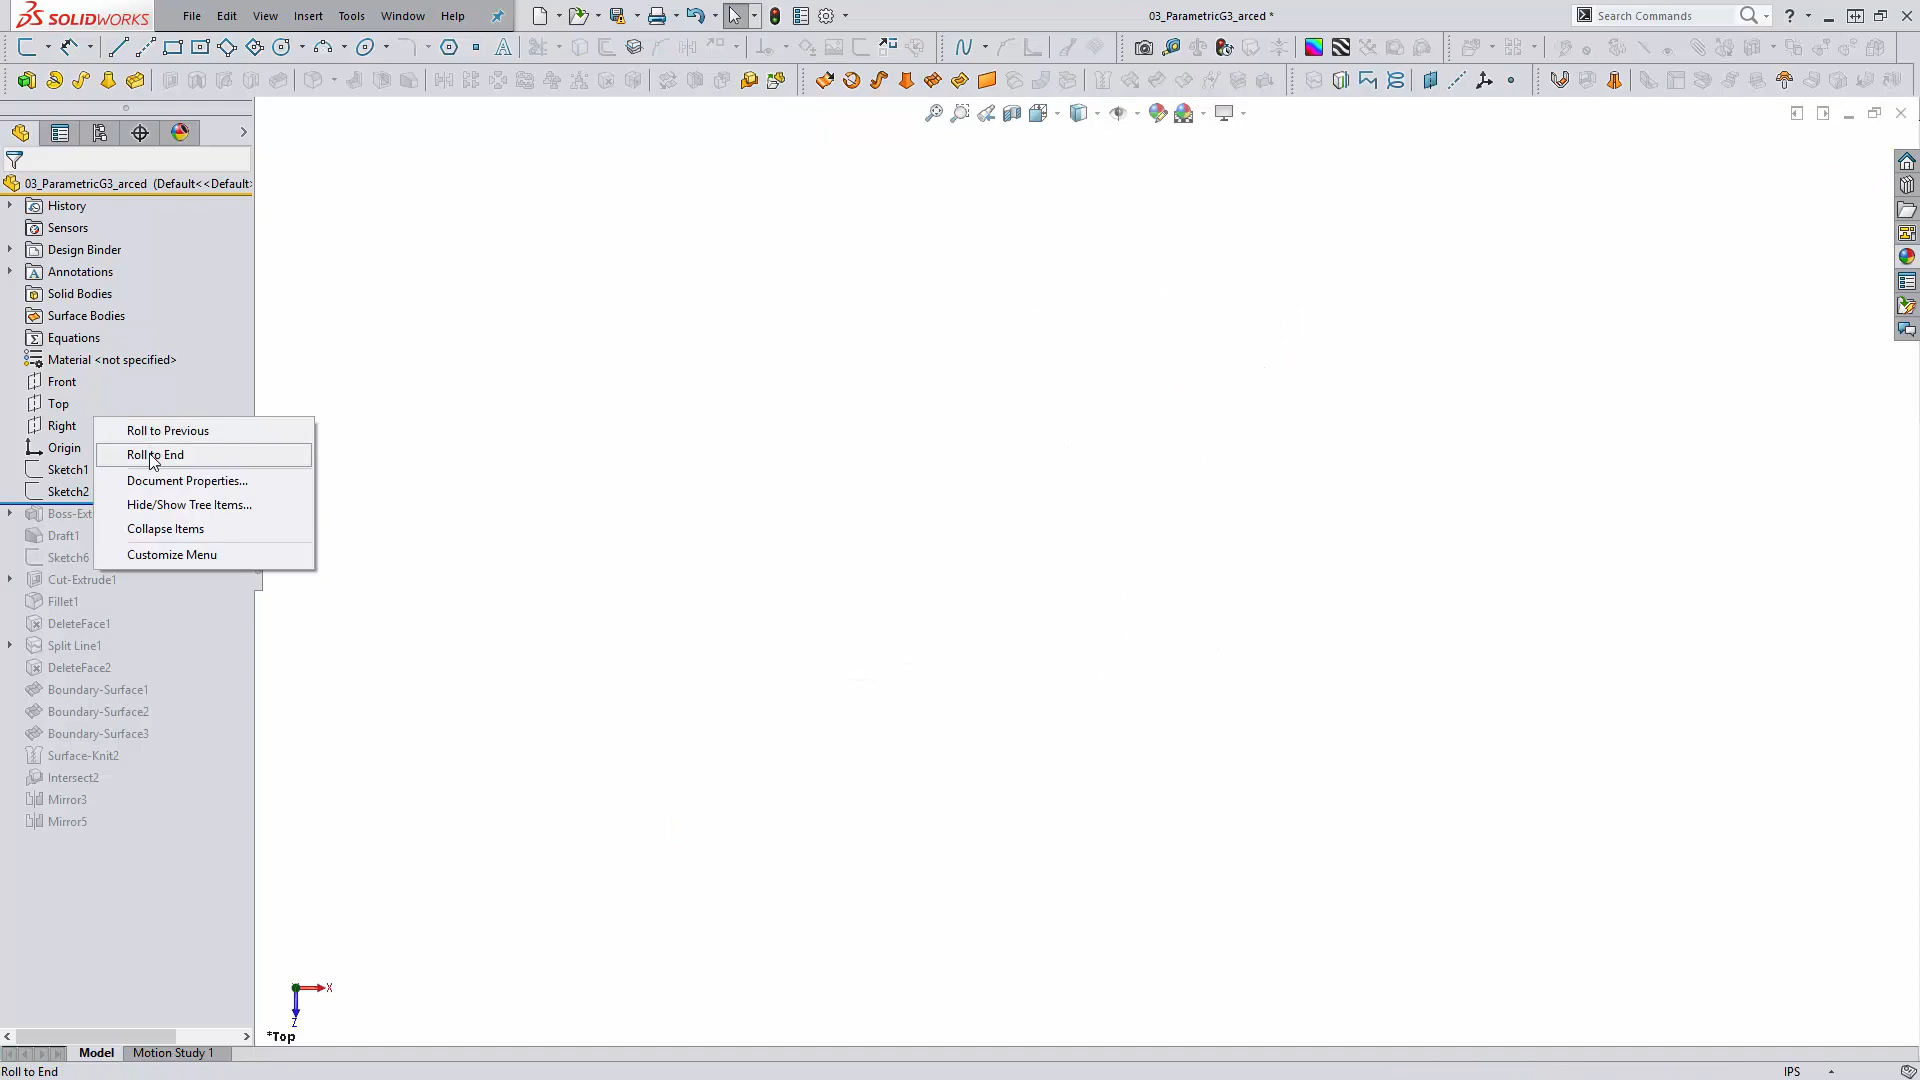 SOLIDWORKS
File Edit View Insert Tools Window Help
03_ParametricG3_arced *
Search Commands
03_ParametricG3_arced (Default<<Default
History
Sensors
Design Binder
Annotations
Solid Bodies
Surface Bodies
Equations
Material <not specified>
Front
Top
Right
Origin
Sketch1
Sketch2
Boss-Ext
Draft1
Sketch6
Cut-Extrude1
Fillet1
DeleteFace1
Split Line1
DeleteFace2
Boundary-Surface1
Boundary-Surface2
Boundary-Surface3
Surface-Knit2
Intersect2
Mirror3
Mirror5
Roll to Previous
Roll to End
Document Properties...
Hide/Show Tree Items...
Collapse Items
Customize Menu
X
Z
*Top
Model Motion Study 1
Roll to End
IPS